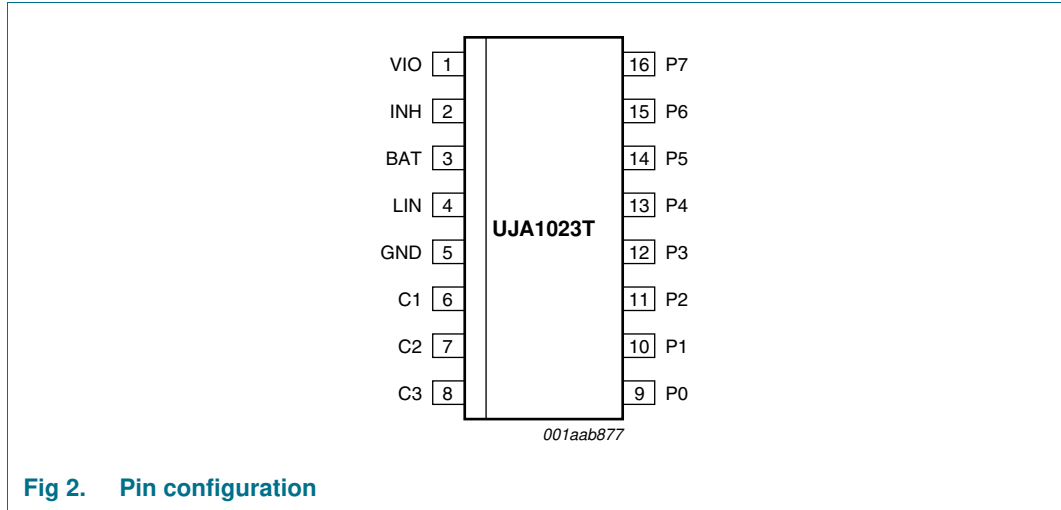 VIO 1 16 P7
INH 2 15 P6
BAT 3 14 P5
LIN 4 13 P4
UJA1023T
GND 5 12 P3
C1 6 11 P2
C2 7 10 P1
C3 8 9 P0
001aab877
Fig 2. Pin configuration